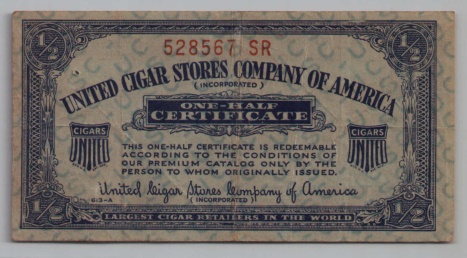 1/2 528567 SR 1/2
UNITED CIGAR STORES COMPANY OF AMERICA
(INCORPORATED)
ONE-HALF
CERTIFICATE
CIGARS
UNITED
CIGARS
UNITED
THIS ONE-HALF CERTIFICATE IS REDEEMABLE
ACCORDING TO THE CONDITIONS OF
OUR PREMIUM CATALOG ONLY BY THE
PERSON TO WHOM ORIGINALLY ISSUED.
United Cigar Stores Company of America
(INCORPORATED)
1/2 1/2
LARGEST CIGAR RETAILERS IN THE WORLD